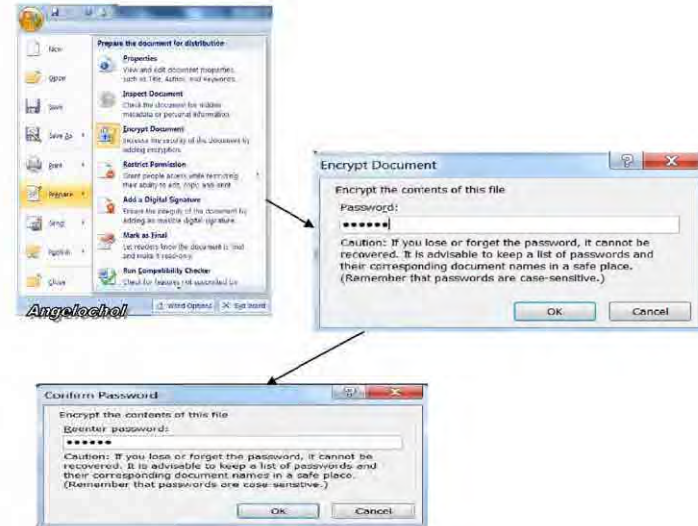 New
Open
Save
Save As
Print
Prepare
Send
Publish
Close
Prepare the document for distribution
Properties
View and edit document properties,
such as Title, Author, and Keywords.
Inspect Document
Check the document for hidden
metadata or personal information.
Encrypt Document
Increase the security of the document by
adding encryption.
Restrict Permission
Grant people access while restricting
their ability to edit, copy, and print.
Add a Digital Signature
Ensure the integrity of the document by
adding an invisible digital signature.
Mark as Final
Let readers know the document is final
and make it read-only.
Run Compatibility Checker
Check for features not supported by
Word Options
Exit Word
Angelochol
Encrypt Document
Encrypt the contents of this file
Password:
••••••
Caution: If you lose or forget the password, it cannot be
recovered. It is advisable to keep a list of passwords and
their corresponding document names in a safe place.
(Remember that passwords are case-sensitive.)
OK
Cancel
Confirm Password
Encrypt the contents of this file
Reenter password:
••••••
Caution: If you lose or forget the password, it cannot be
recovered. It is advisable to keep a list of passwords and
their corresponding document names in a safe place.
(Remember that passwords are case-sensitive.)
OK
Cancel